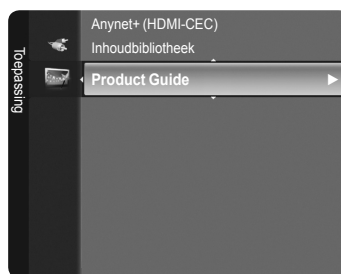 Toepassing
Anynet+ (HDMI-CEC)
Inhoudbibliotheek
Product Guide